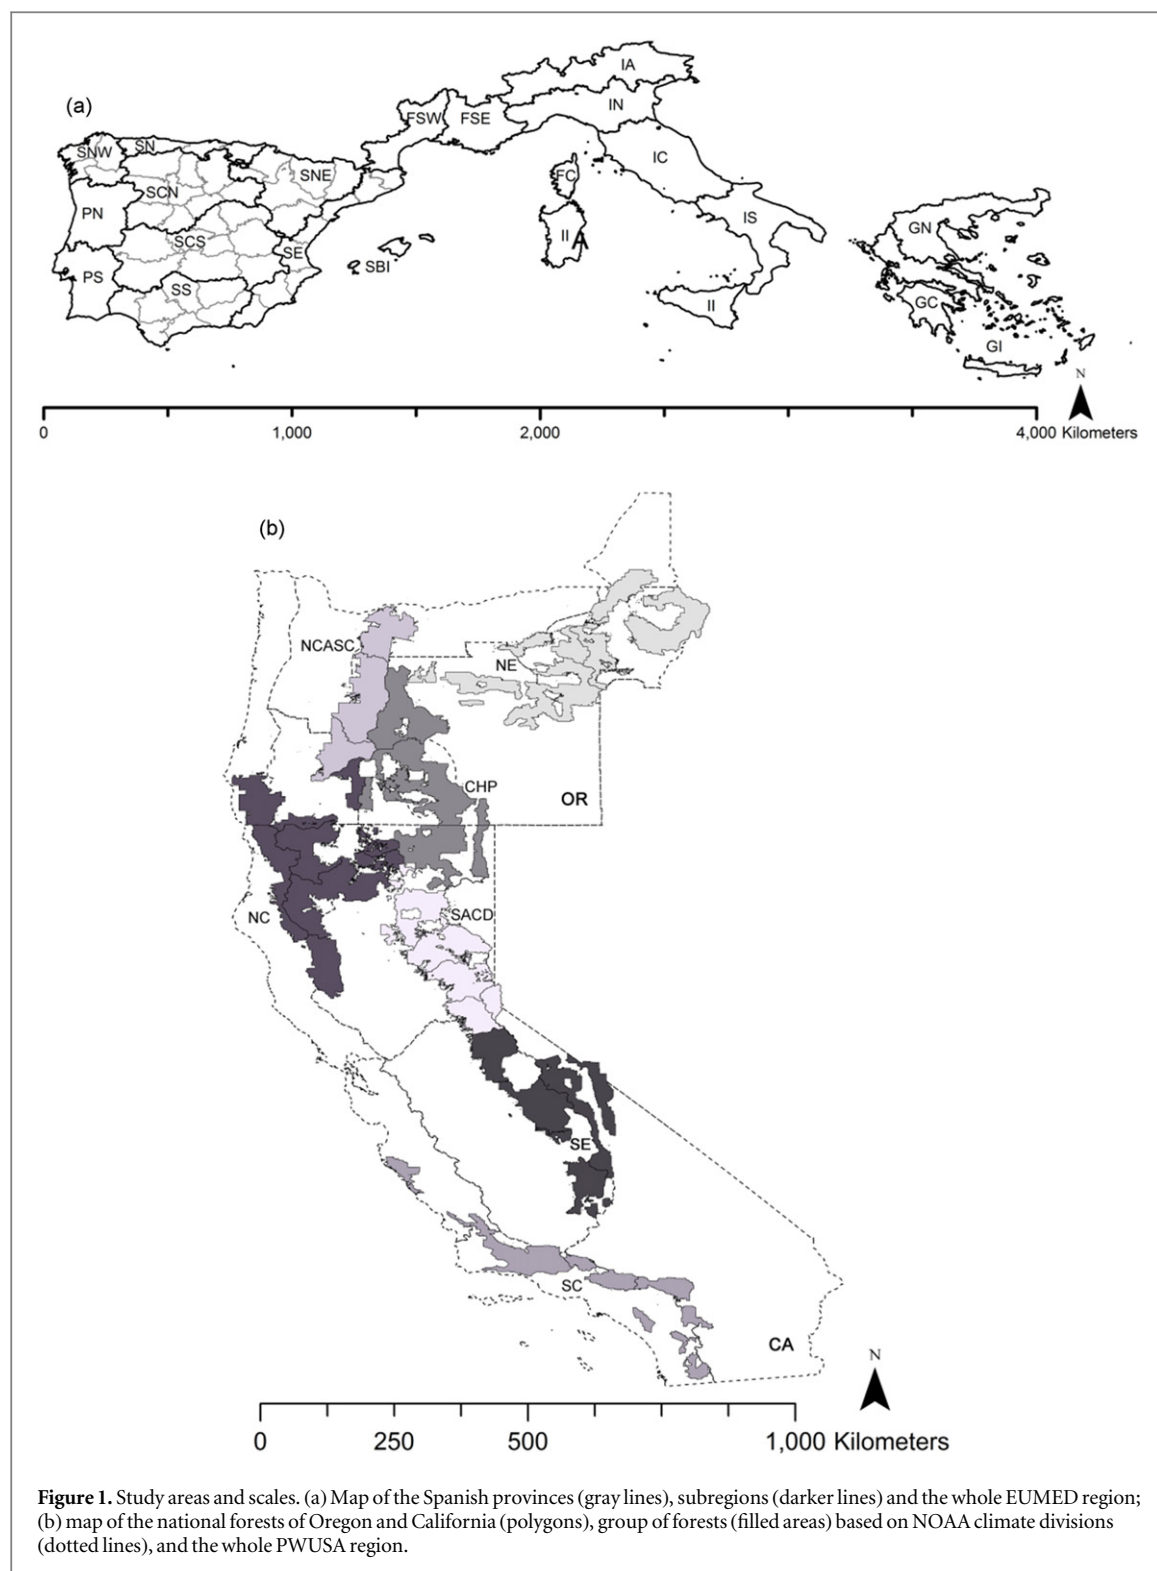 (a)
IA
IN
FSW
FSE
SNW
SN
SNE
IC
FC
SCN
PN
IS
II
A
GN
SCS
SE
SBI
PS
SS
II
GC
GI
N
0 1,000 2,000 4,000 Kilometers
(b)
NCASC
NE
CHP
OR
NC
SACD
SE
SC
CA
N
0 250 500 1,000 Kilometers
Figure 1. Study areas and scales. (a) Map of the Spanish provinces (gray lines), subregions (darker lines) and the whole EUMED region;
(b) map of the national forests of Oregon and California (polygons), group of forests (filled areas) based on NOAA climate divisions
(dotted lines), and the whole PWUSA region.